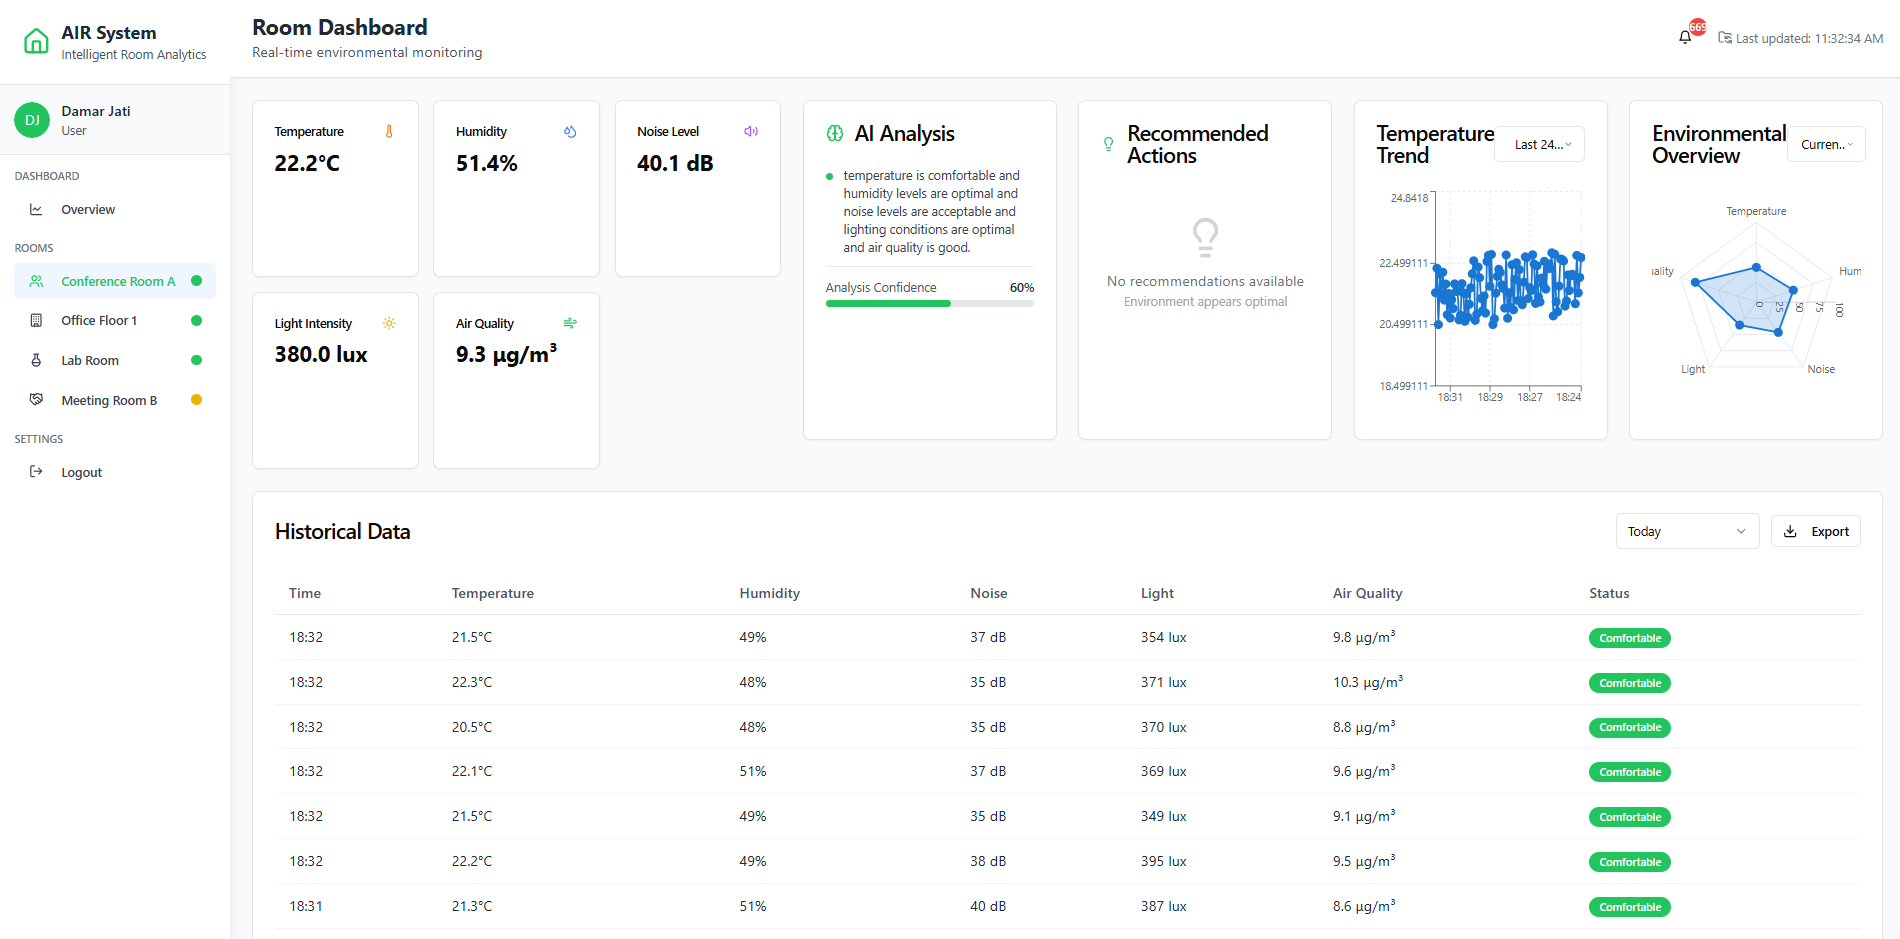 AIR System
Intelligent Room Analytics
Room Dashboard
Real-time environmental monitoring
669
Last updated: 11:32:34 AM
DJ
Damar Jati
User
DASHBOARD
Overview
ROOMS
Conference Room A
Office Floor 1
Lab Room
Meeting Room B
SETTINGS
Logout
Temperature
22.2°C
Humidity
51.4%
Noise Level
40.1 dB
Light Intensity
380.0 lux
Air Quality
9.3 µg/m³
AI Analysis
temperature is comfortable and
humidity levels are optimal and
noise levels are acceptable and
lighting conditions are optimal
and air quality is good.
Analysis Confidence 60%
Recommended
Actions
No recommendations available
Environment appears optimal
Temperature
Trend
Last 24...
24.8418
22.499111
20.499111
18.499111
18:31 18:29 18:27 18:24
Environmental
Overview
Curren..
Temperature
Hum
Noise
Light
uality
0 25 50 75 100
Historical Data
Today
Export
Time Temperature Humidity Noise Light Air Quality Status
18:32 21.5°C 49% 37 dB 354 lux 9.8 µg/m³ Comfortable
18:32 22.3°C 48% 35 dB 371 lux 10.3 µg/m³ Comfortable
18:32 20.5°C 48% 35 dB 370 lux 8.8 µg/m³ Comfortable
18:32 22.1°C 51% 37 dB 369 lux 9.6 µg/m³ Comfortable
18:32 21.5°C 49% 35 dB 349 lux 9.1 µg/m³ Comfortable
18:32 22.2°C 49% 38 dB 395 lux 9.5 µg/m³ Comfortable
18:31 21.3°C 51% 40 dB 387 lux 8.6 µg/m³ Comfortable